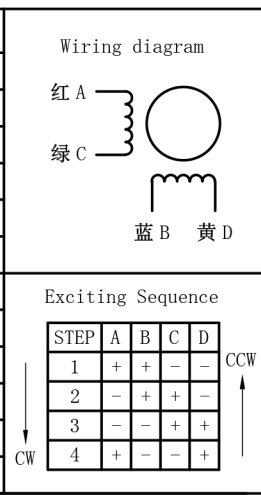 Wiring diagram
红 A
绿 C
蓝 B 黄 D
Exciting Sequence
STEP A B C D
1 + + - -
2 - + + -
3 - - + +
4 + - - +
CCW
CW